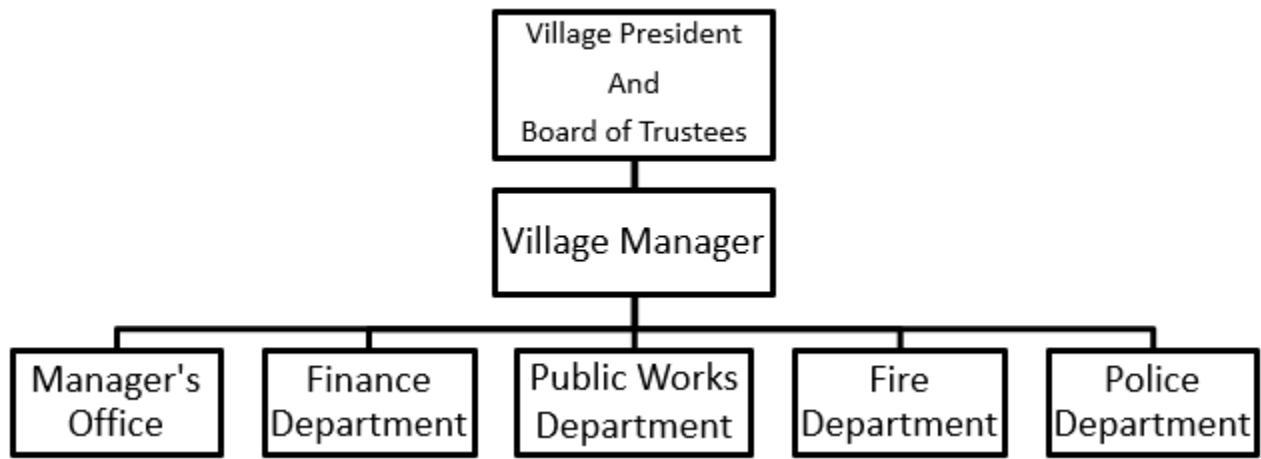 Village President
And
Board of Trustees
Village Manager
Manager's
Office
Finance
Department
Public Works
Department
Fire
Department
Police
Department